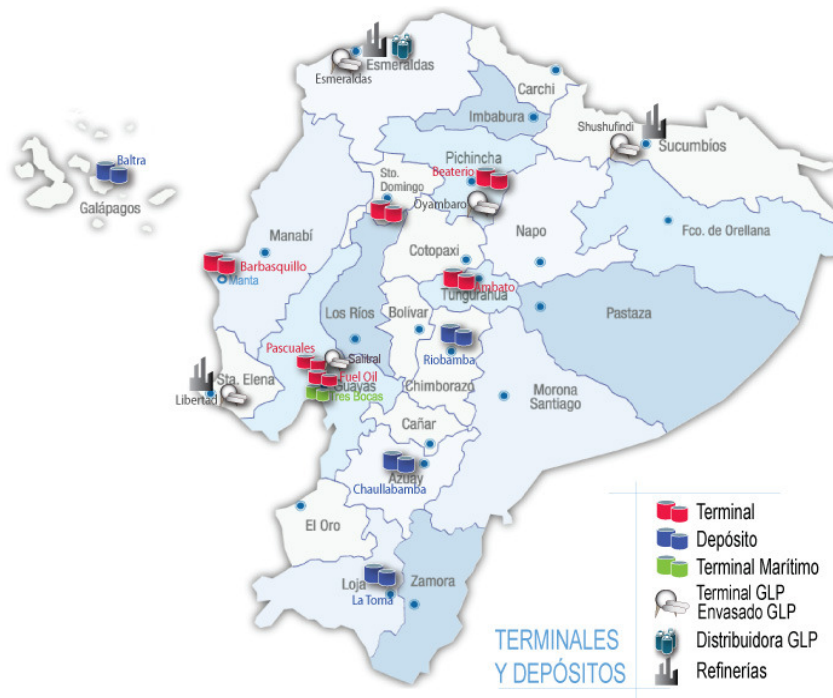 Esmeraldas
Esmeraldas
Carchi
Imbabura
Shushufindi
Sucumbíos
Baltra
Galápagos
Pichincha
Beaterio
Sto.
Domingo
Oyambaro
Manabí
Napo
Fco. de Orellana
Cotopaxi
Barbasquillo
Manta
Ambato
Tungurahua
Los Ríos
Bolívar
Pastaza
Pascuales
Salitral
Riobamba
Fuel Oil
Sta. Elena
Guayas
Chimborazo
Libertad
Tres Bocas
Morona
Santiago
Cañar
Azuay
Chaullabamba
El Oro
Loja
Zamora
La Toma
TERMINALES
Y DEPÓSITOS
Terminal
Depósito
Terminal Marítimo
Terminal GLP
Envasado GLP
Distribuidora GLP
Refinerías